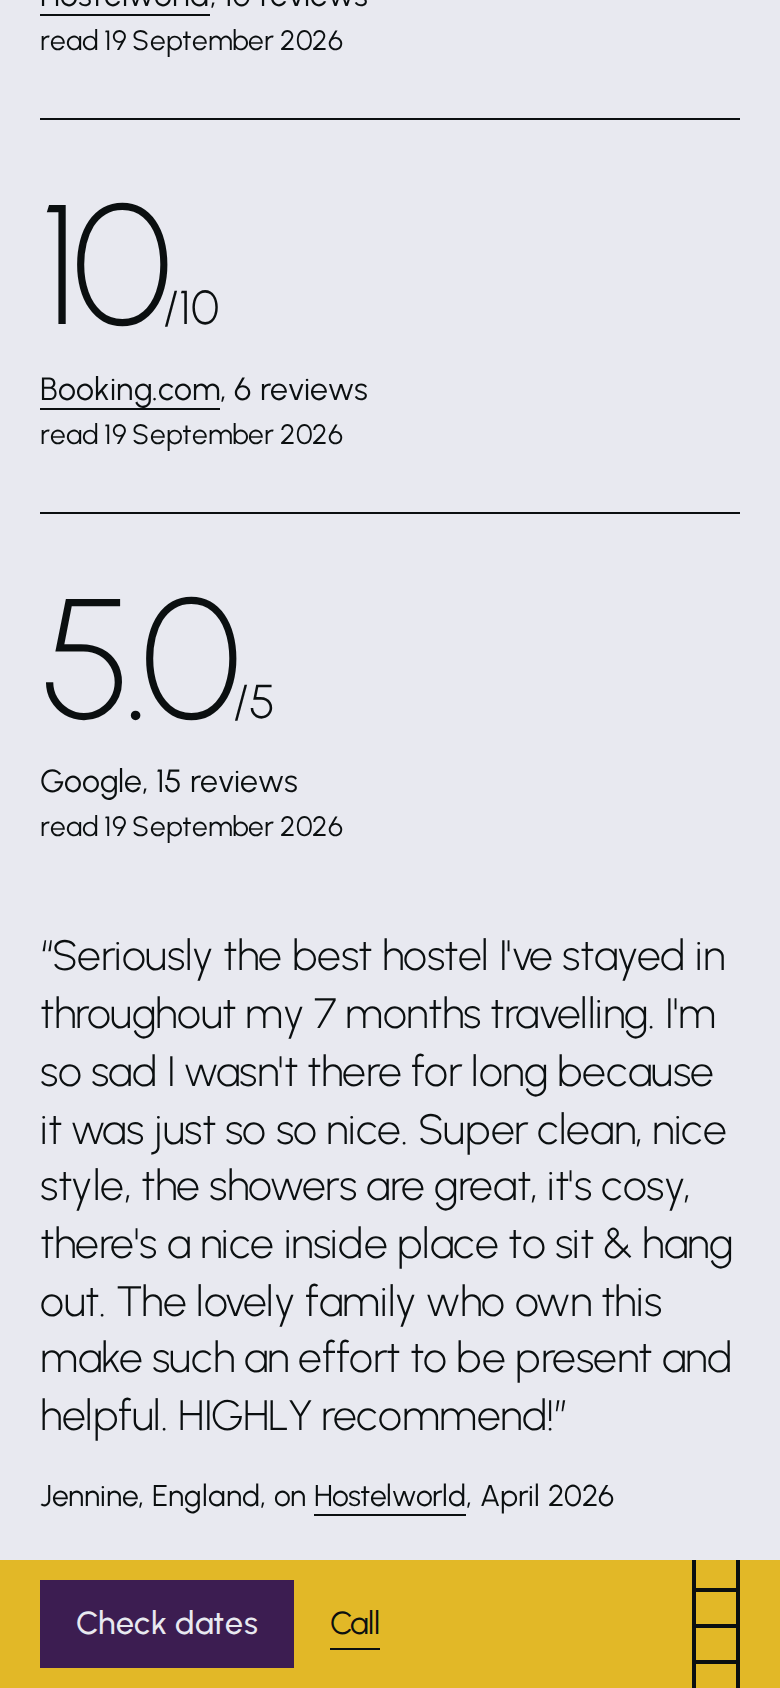 Hostelworld, 10 reviews
read 19 September 2026
10/10
Booking.com, 6 reviews
read 19 September 2026
5.0/5
Google, 15 reviews
read 19 September 2026
“Seriously the best hostel I've stayed in
throughout my 7 months travelling. I'm
so sad I wasn't there for long because
it was just so so nice. Super clean, nice
style, the showers are great, it's cosy,
there's a nice inside place to sit & hang
out. The lovely family who own this
make such an effort to be present and
helpful. HIGHLY recommend!”
Jennine, England, on Hostelworld, April 2026
Check dates
Call